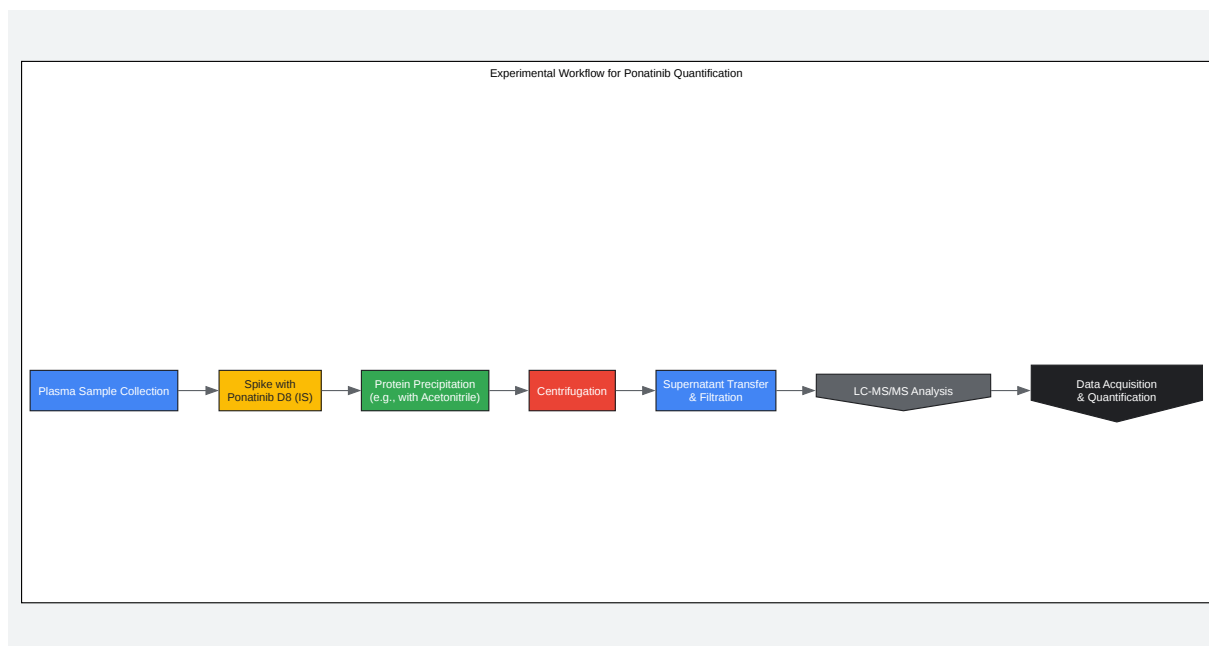 Experimental Workflow for Ponatinib Quantification
Plasma Sample Collection
Spike with
Ponatinib D8 (IS)
Protein Precipitation
(e.g., with Acetonitrile)
Centrifugation
Supernatant Transfer
& Filtration
LC-MS/MS Analysis
Data Acquisition
& Quantification